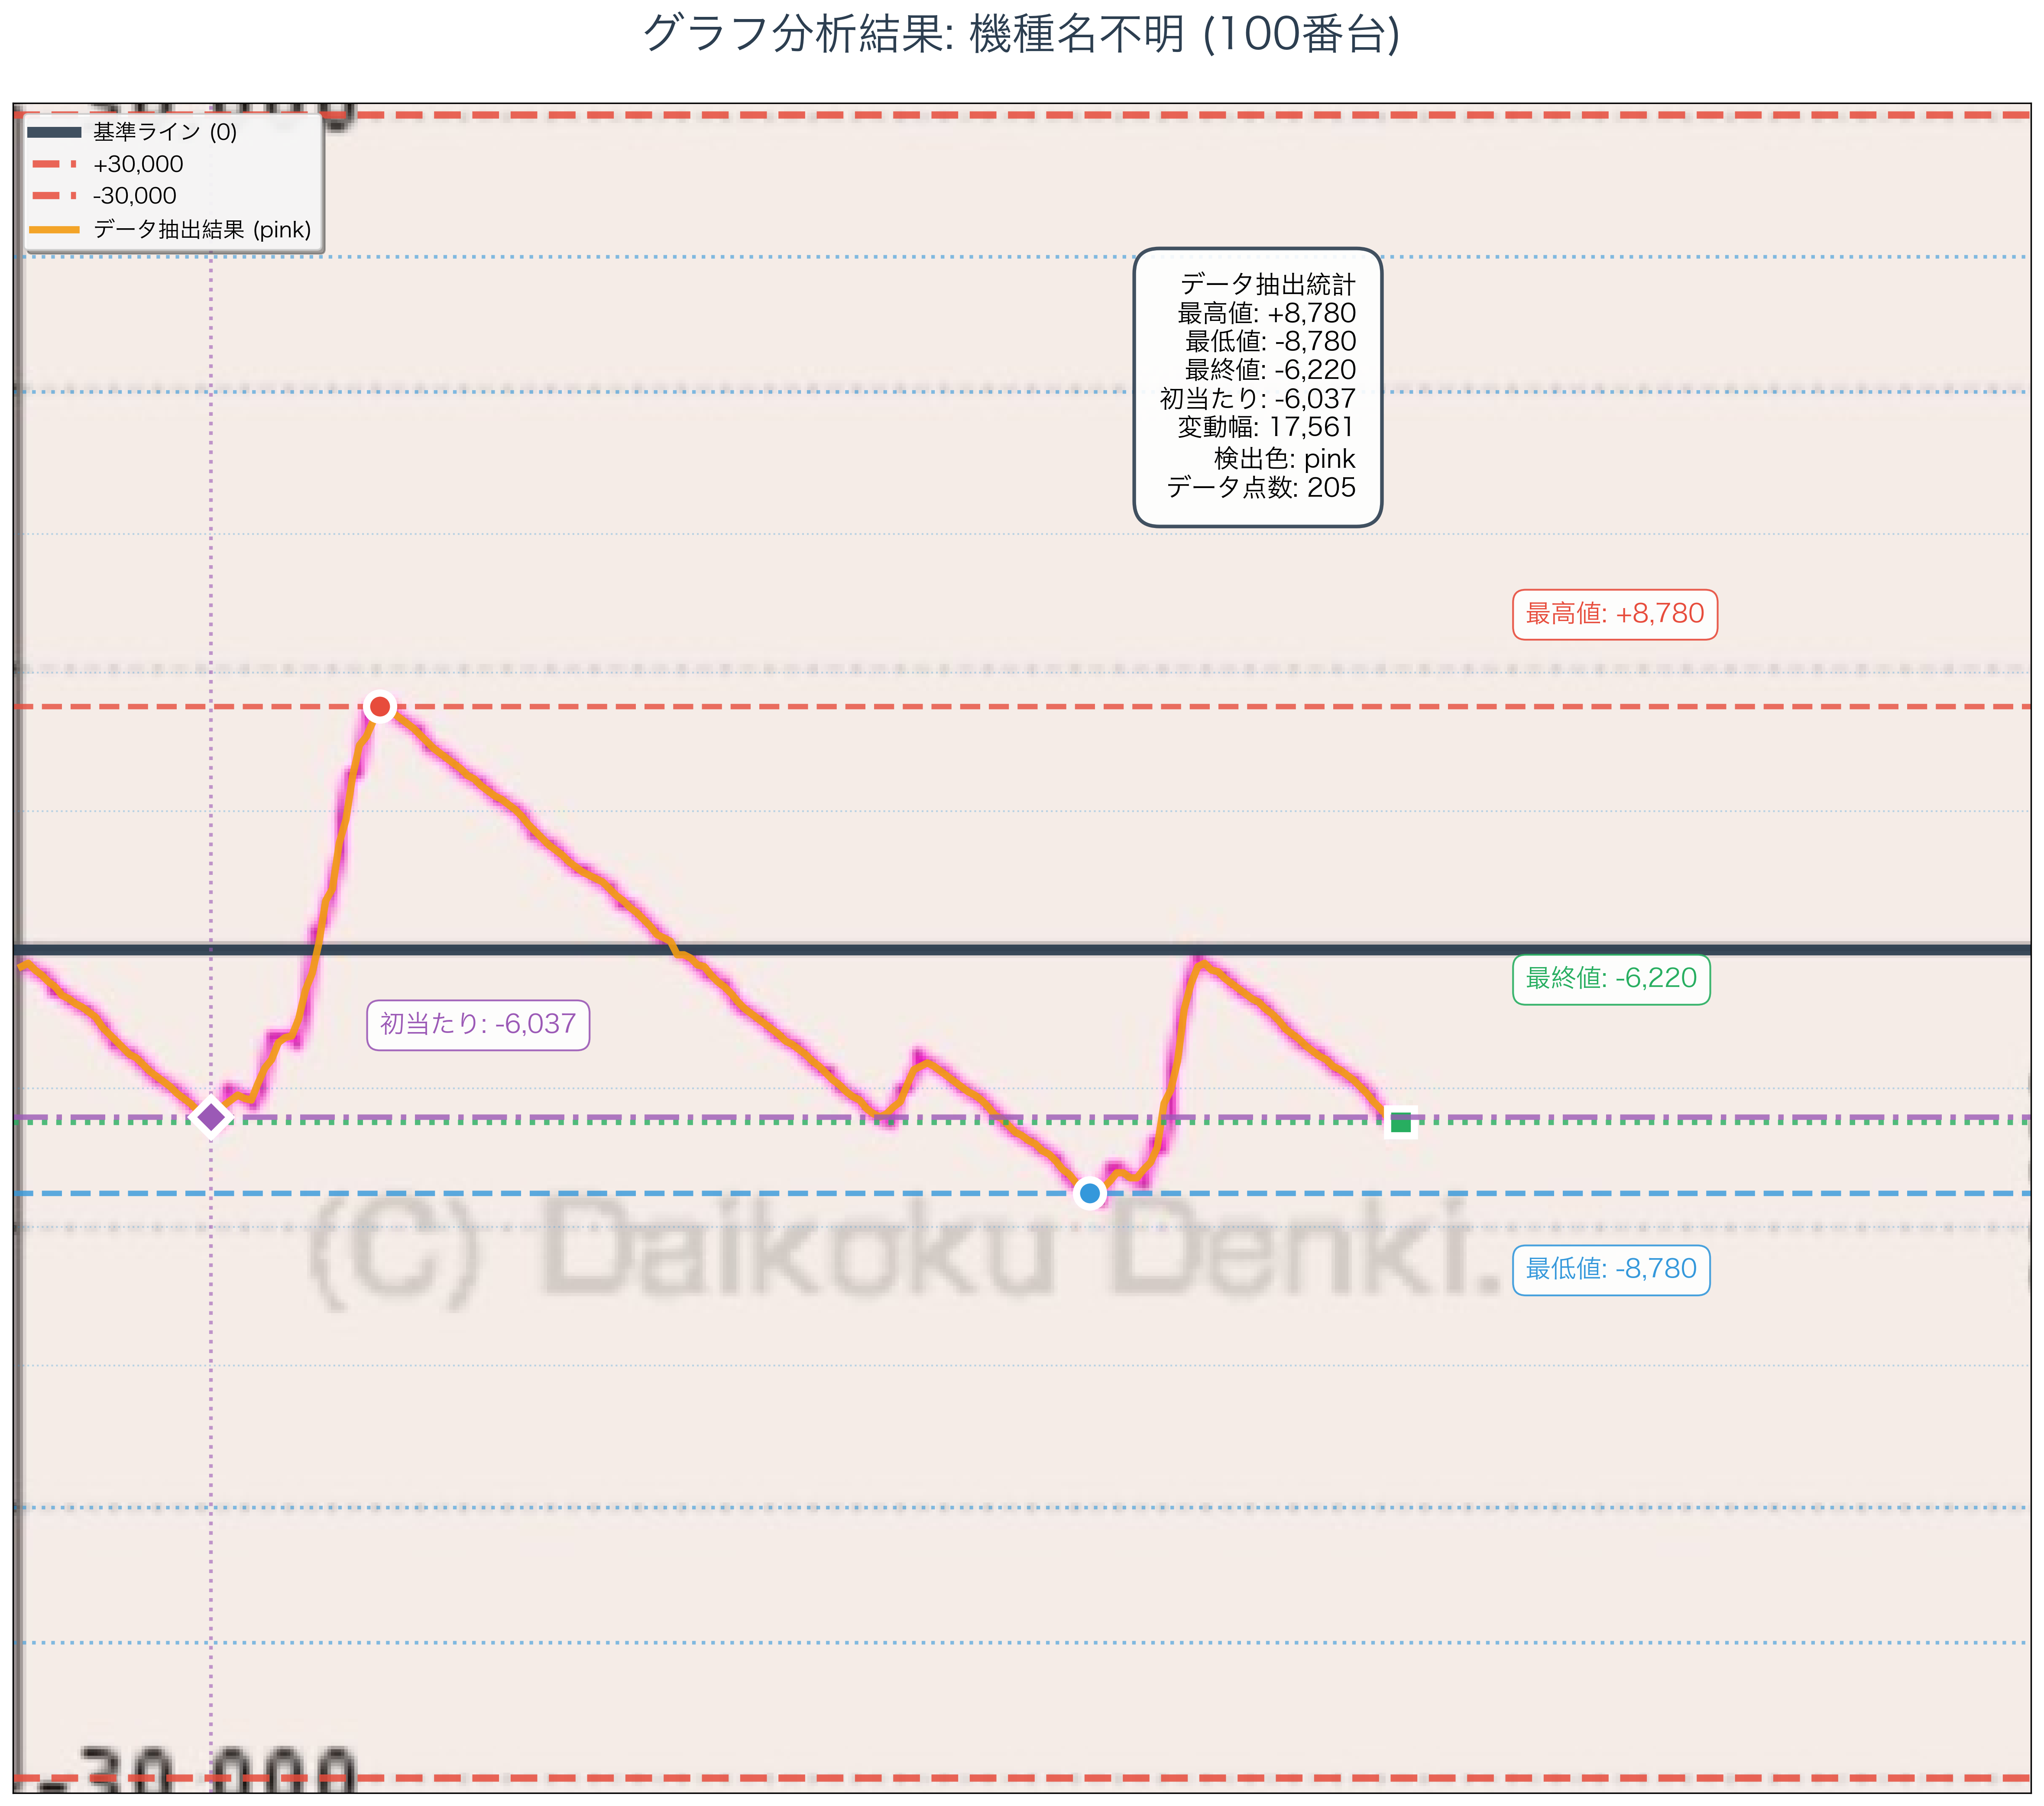 グラフ分析結果: 機種名不明 (100番台)
基準ライン (0)
+30,000
-30,000
データ抽出結果 (pink)
データ抽出統計
最高値: +8,780
最低値: -8,780
最終値: -6,220
初当たり: -6,037
変動幅: 17,561
検出色: pink
データ点数: 205
最高値: +8,780
最終値: -6,220
初当たり: -6,037
(C) Daikoku Denki.
最低値: -8,780
-30,000